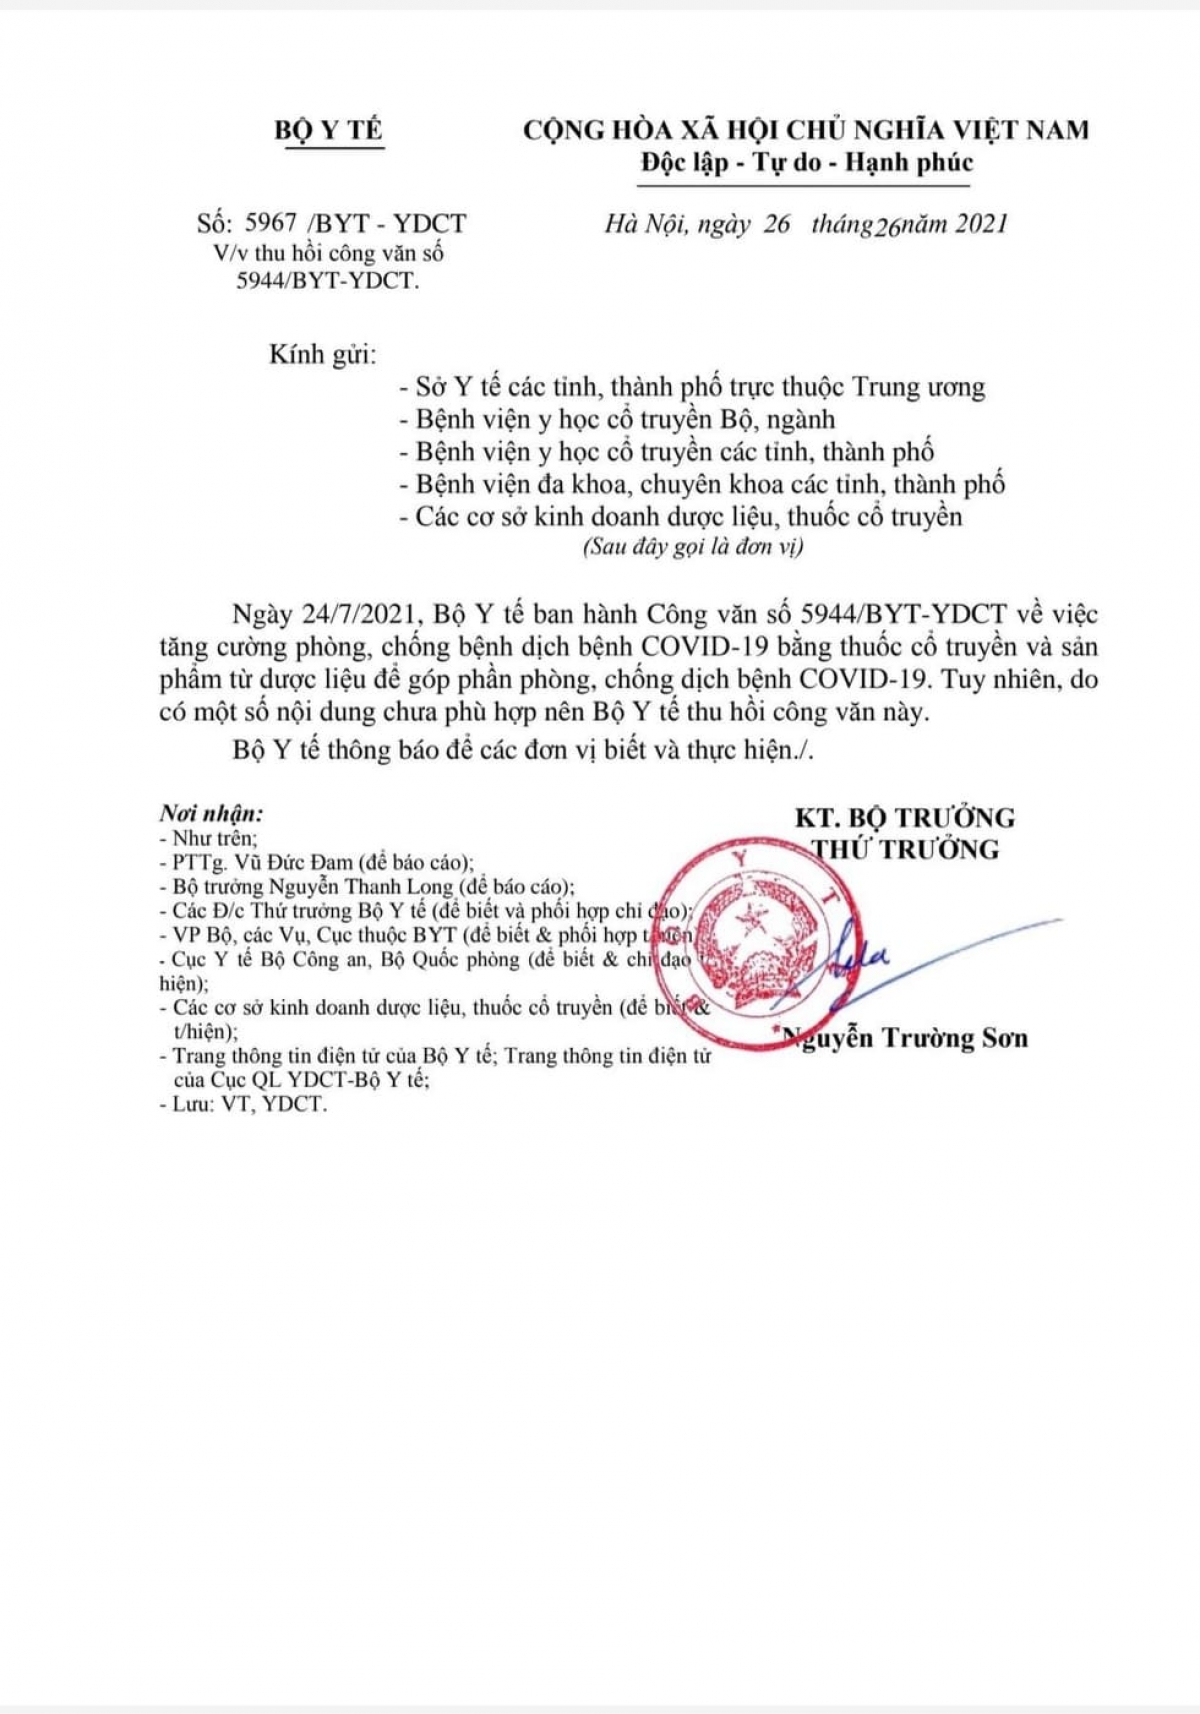 BỘ Y TẾ
CỘNG HÒA XÃ HỘI CHỦ NGHĨA VIỆT NAM
Độc lập - Tự do - Hạnh phúc
Số: 5967 /BYT - YDCT
V/v thu hồi công văn số
5944/BYT-YDCT.
Hà Nội, ngày 26 tháng 26 năm 2021
Kính gửi:
- Sở Y tế các tỉnh, thành phố trực thuộc Trung ương
- Bệnh viện y học cổ truyền Bộ, ngành
- Bệnh viện y học cổ truyền các tỉnh, thành phố
- Bệnh viện đa khoa, chuyên khoa các tỉnh, thành phố
- Các cơ sở kinh doanh dược liệu, thuốc cổ truyền
(Sau đây gọi là đơn vị)
Ngày 24/7/2021, Bộ Y tế ban hành Công văn số 5944/BYT-YDCT về việc
tăng cường phòng, chống bệnh dịch bệnh COVID-19 bằng thuốc cổ truyền và sản
phẩm từ dược liệu để góp phần phòng, chống dịch bệnh COVID-19. Tuy nhiên, do
có một số nội dung chưa phù hợp nên Bộ Y tế thu hồi công văn này.
Bộ Y tế thông báo để các đơn vị biết và thực hiện./.
Nơi nhận:
- Như trên;
- PTTg. Vũ Đức Đam (để báo cáo);
- Bộ trưởng Nguyễn Thanh Long (để báo cáo);
- Các Đ/c Thứ trưởng Bộ Y tế (để biết và phối hợp chỉ đạo);
- VP Bộ, các Vụ, Cục thuộc BYT (để biết & phối hợp
- Cục Y tế Bộ Công an, Bộ Quốc phòng (để biết & chỉ đạo
hiện);
- Các cơ sở kinh doanh dược liệu, thuốc cổ truyền (để biết &
t/hiện);
- Trang thông tin điện tử của Bộ Y tế; Trang thông tin điện tử
của Cục QL YDCT-Bộ Y tế;
- Lưu: VT, YDCT.
KT. BỘ TRƯỞNG
THỨ TRƯỞNG
Y T
Nguyễn Trường Sơn